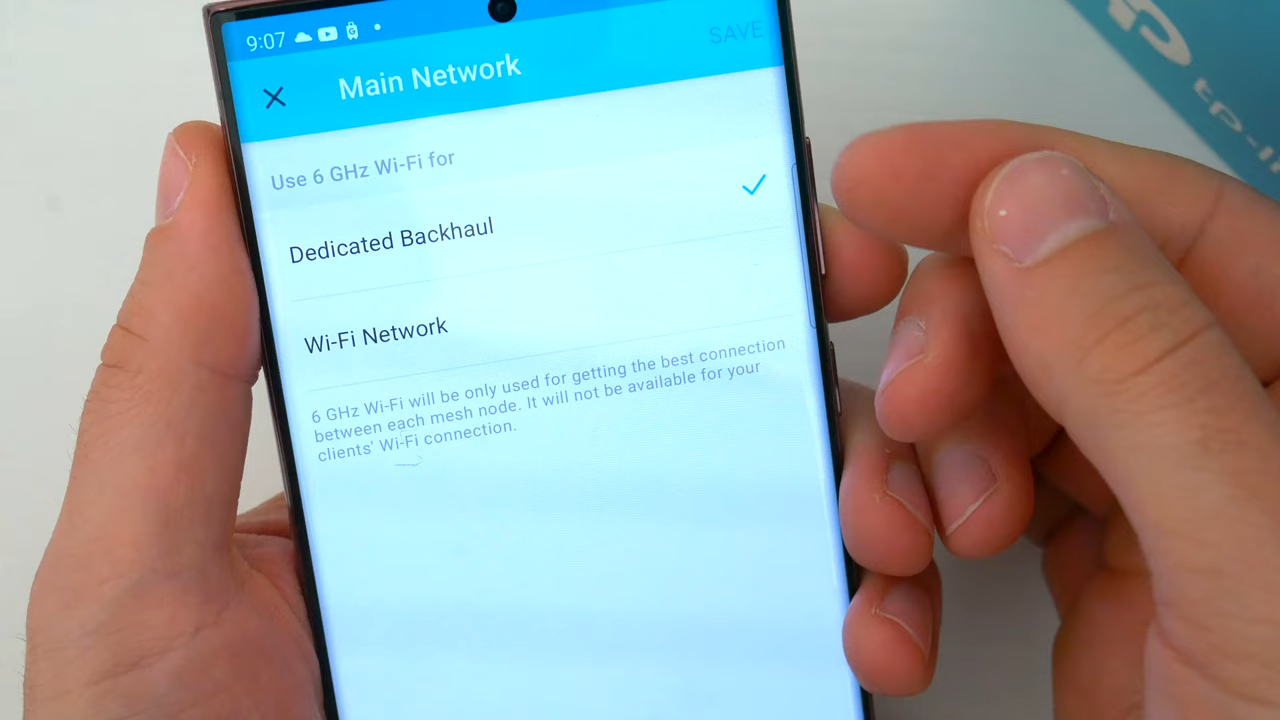 9:07
SAVE
Main Network
Use 6 GHz Wi-Fi for
Dedicated Backhaul
Wi-Fi Network
6 GHz Wi-Fi will be only used for getting the best connection
between each mesh node. It will not be available for your
clients' Wi-Fi connection.